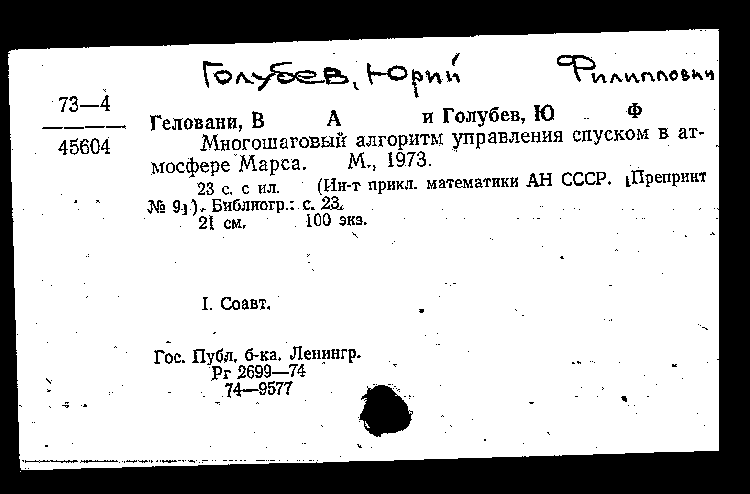 Голубев, Юрий Филиппович
73—4
45604
Геловани, В А и Голубев, Ю Ф
Многошаговый алгоритм управления спуском в ат-
мосфере Марса. М., 1973.
23 с. с ил. (Ин-т прикл. математики АН СССР. [Препринт
№ 9]). Библиогр.: с. 23.
21 см. 100 экз.
I. Соавт.
Гос. Публ. б-ка. Ленингр.
Рг 2699—74
74—9577